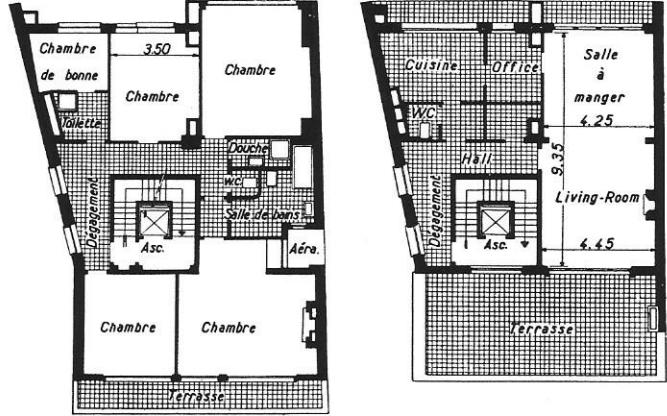 Chambre
de bonne
3.50
Chambre
Chambre
Toilette
Douche
W.C.
Dégagement
Salle de bains
Asc.
Aéra.
Chambre
Chambre
Terrasse
Cuisine
Office
Salle
à
manger
W.C.
4.25
Hall
9.35
Living-Room
Dégagement
Asc.
4.45
Terrasse